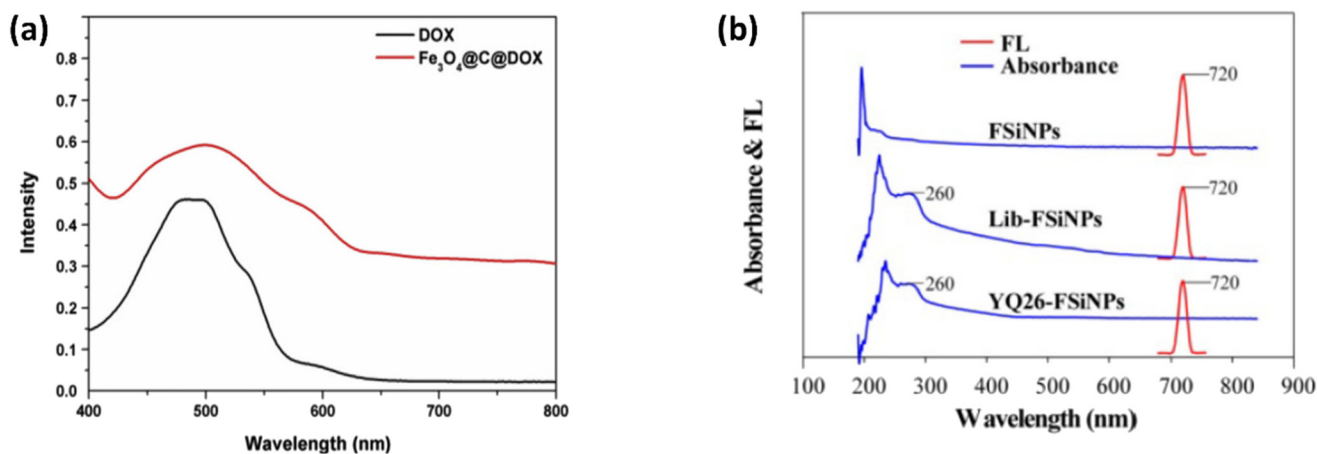 (a)
DOX
Fe₃O₄@C@DOX
Intensity
0.8
0.7
0.6
0.5
0.4
0.3
0.2
0.1
0.0
400 500 600 700 800
Wavelength (nm)
(b)
FL
Absorbance
720
FSiNPs
720
260
Lib-FSiNPs
720
260
YQ26-FSiNPs
Absorbance & FL
100 200 300 400 500 600 700 800 900
Wavelength (nm)